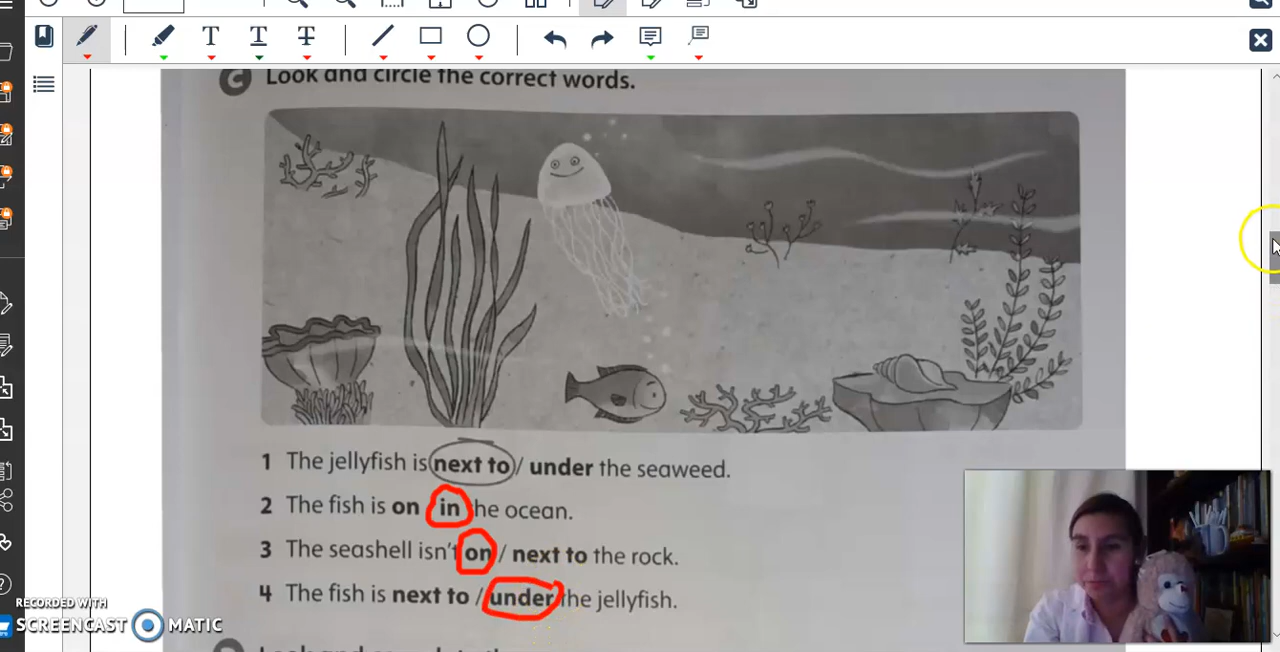 C Look and circle the correct words.
1 The jellyfish is next to / under the seaweed.
2 The fish is on in the ocean.
3 The seashell isn't on / next to the rock.
4 The fish is next to / under the jellyfish.
RECORDED WITH
SCREENCAST MATIC